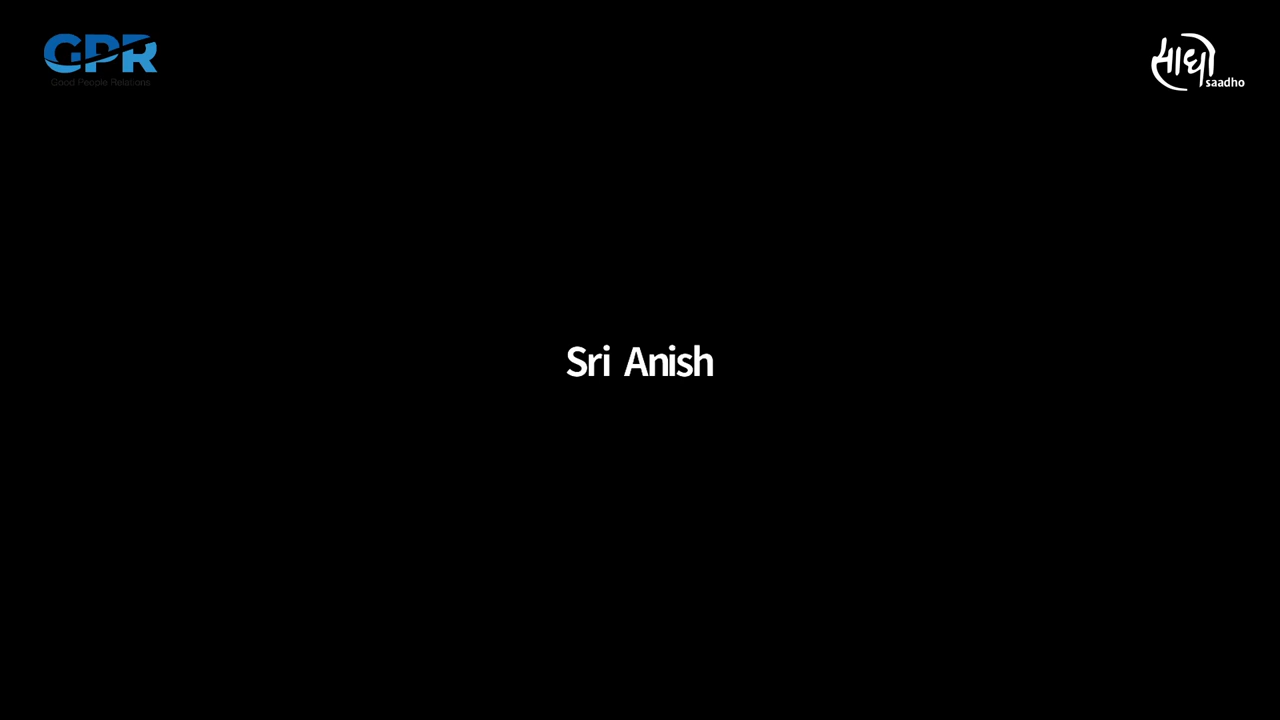 GPR
Good People Relations
साधो
saadho
Sri Anish